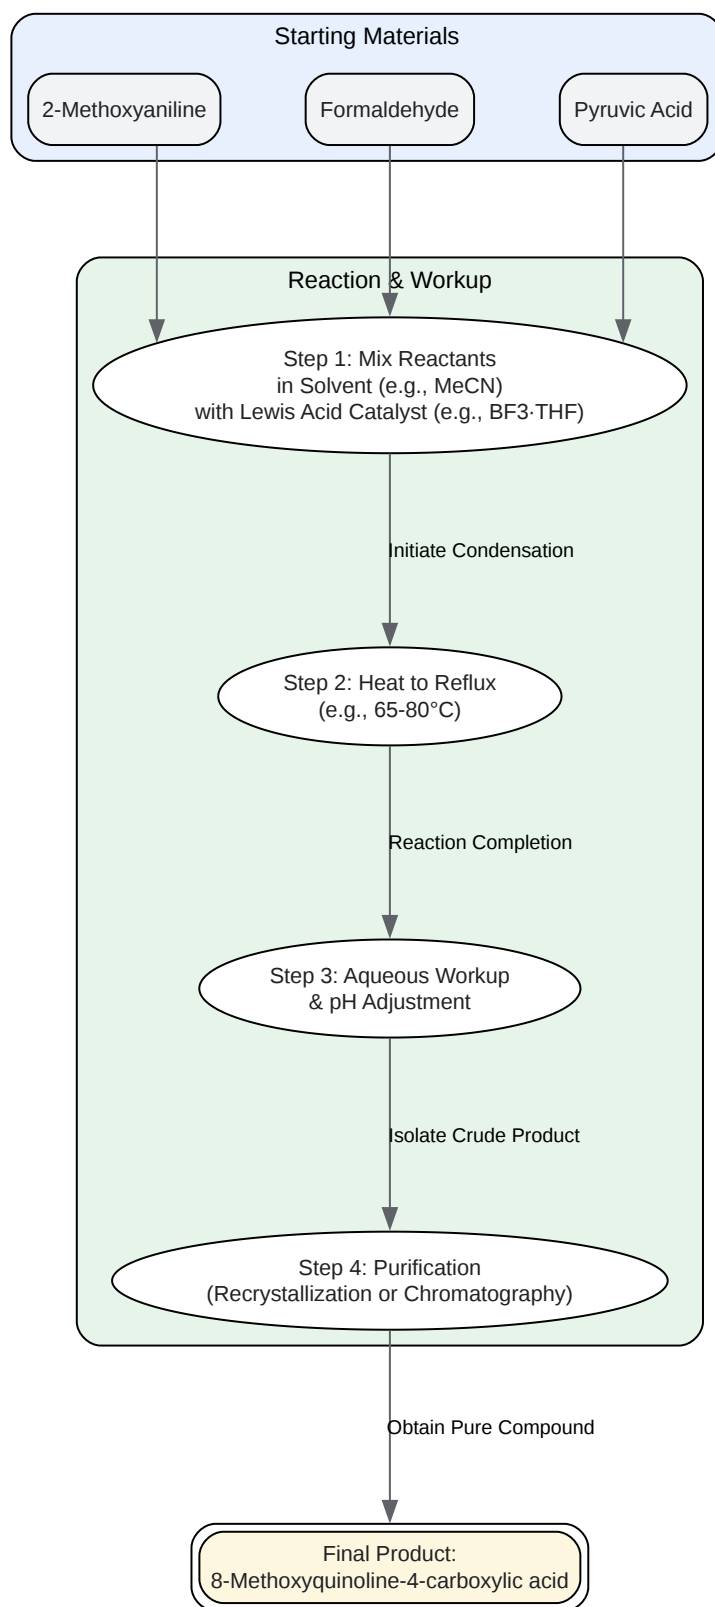 Starting Materials
2-Methoxyaniline
Formaldehyde
Pyruvic Acid
Reaction & Workup
Step 1: Mix Reactants
in Solvent (e.g., MeCN)
with Lewis Acid Catalyst (e.g., BF3·THF)
Initiate Condensation
Step 2: Heat to Reflux
(e.g., 65-80°C)
Reaction Completion
Step 3: Aqueous Workup
& pH Adjustment
Isolate Crude Product
Step 4: Purification
(Recrystallization or Chromatography)
Obtain Pure Compound
Final Product:
8-Methoxyquinoline-4-carboxylic acid